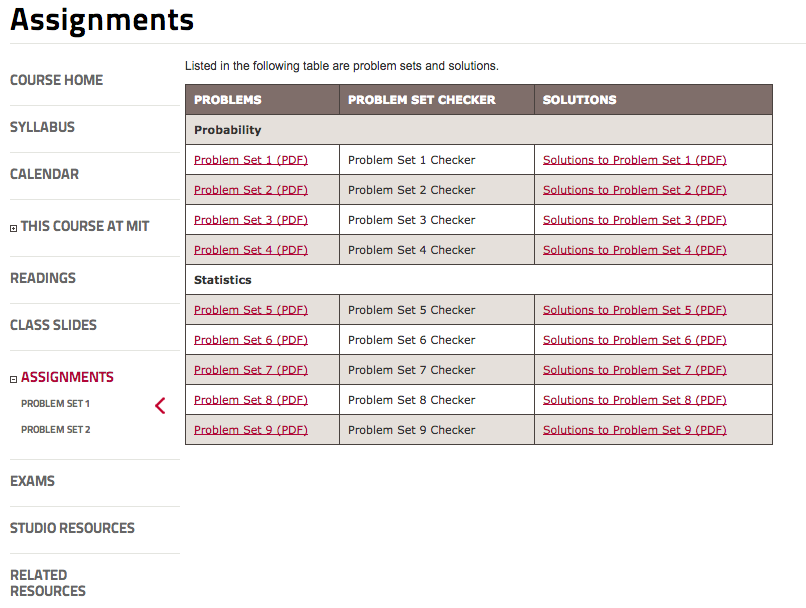 Assignments
COURSE HOME
SYLLABUS
CALENDAR
THIS COURSE AT MIT
READINGS
CLASS SLIDES
ASSIGNMENTS
PROBLEM SET 1
PROBLEM SET 2
EXAMS
STUDIO RESOURCES
RELATED
RESOURCES
Listed in the following table are problem sets and solutions.
PROBLEMS PROBLEM SET CHECKER SOLUTIONS
Probability
Problem Set 1 (PDF) Problem Set 1 Checker Solutions to Problem Set 1 (PDF)
Problem Set 2 (PDF) Problem Set 2 Checker Solutions to Problem Set 2 (PDF)
Problem Set 3 (PDF) Problem Set 3 Checker Solutions to Problem Set 3 (PDF)
Problem Set 4 (PDF) Problem Set 4 Checker Solutions to Problem Set 4 (PDF)
Statistics
Problem Set 5 (PDF) Problem Set 5 Checker Solutions to Problem Set 5 (PDF)
Problem Set 6 (PDF) Problem Set 6 Checker Solutions to Problem Set 6 (PDF)
Problem Set 7 (PDF) Problem Set 7 Checker Solutions to Problem Set 7 (PDF)
Problem Set 8 (PDF) Problem Set 8 Checker Solutions to Problem Set 8 (PDF)
Problem Set 9 (PDF) Problem Set 9 Checker Solutions to Problem Set 9 (PDF)